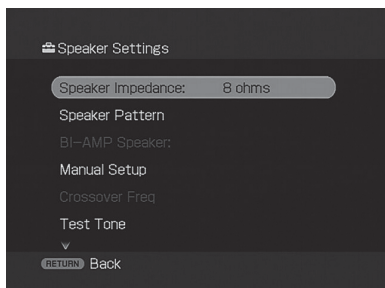 Speaker Settings
Speaker Impedance: 8 ohms
Speaker Pattern
BI-AMP Speaker:
Manual Setup
Crossover Freq
Test Tone
RETURN Back